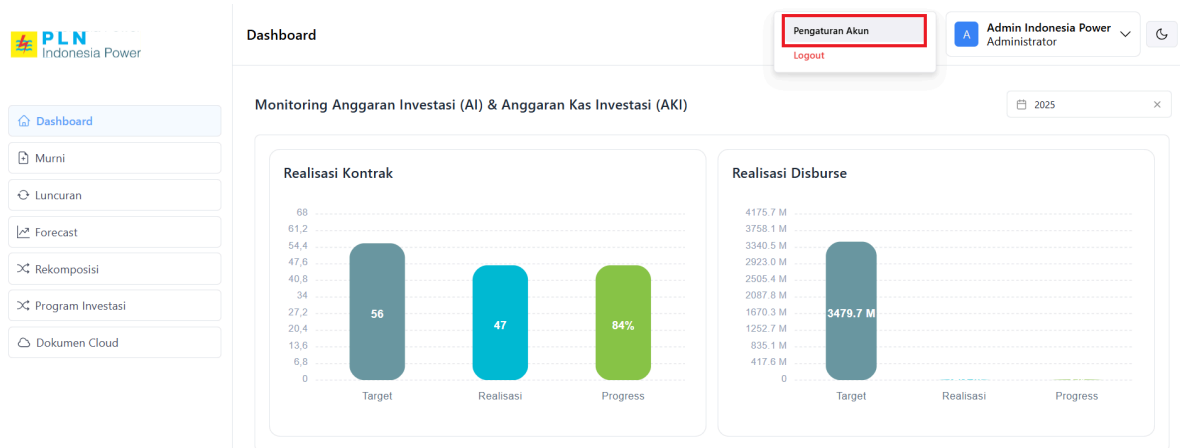 PLN
Indonesia Power
Dashboard
Pengaturan Akun
Logout
A
Admin Indonesia Power
Administrator
Dashboard
Murni
Luncuran
Forecast
Rekomposisi
Program Investasi
Dokumen Cloud
Monitoring Anggaran Investasi (AI) & Anggaran Kas Investasi (AKI)
2025
Realisasi Kontrak
68
61,2
54,4
47,6
40,8
34
27,2
20,4
13,6
6,8
0
56
47
84%
Target
Realisasi
Progress
Realisasi Disburse
4175.7 M
3758.1 M
3340.5 M
2923.0 M
2505.4 M
2087.8 M
1670.3 M
1252.7 M
835.1 M
417.6 M
0
3479.7 M
Target
Realisasi
Progress